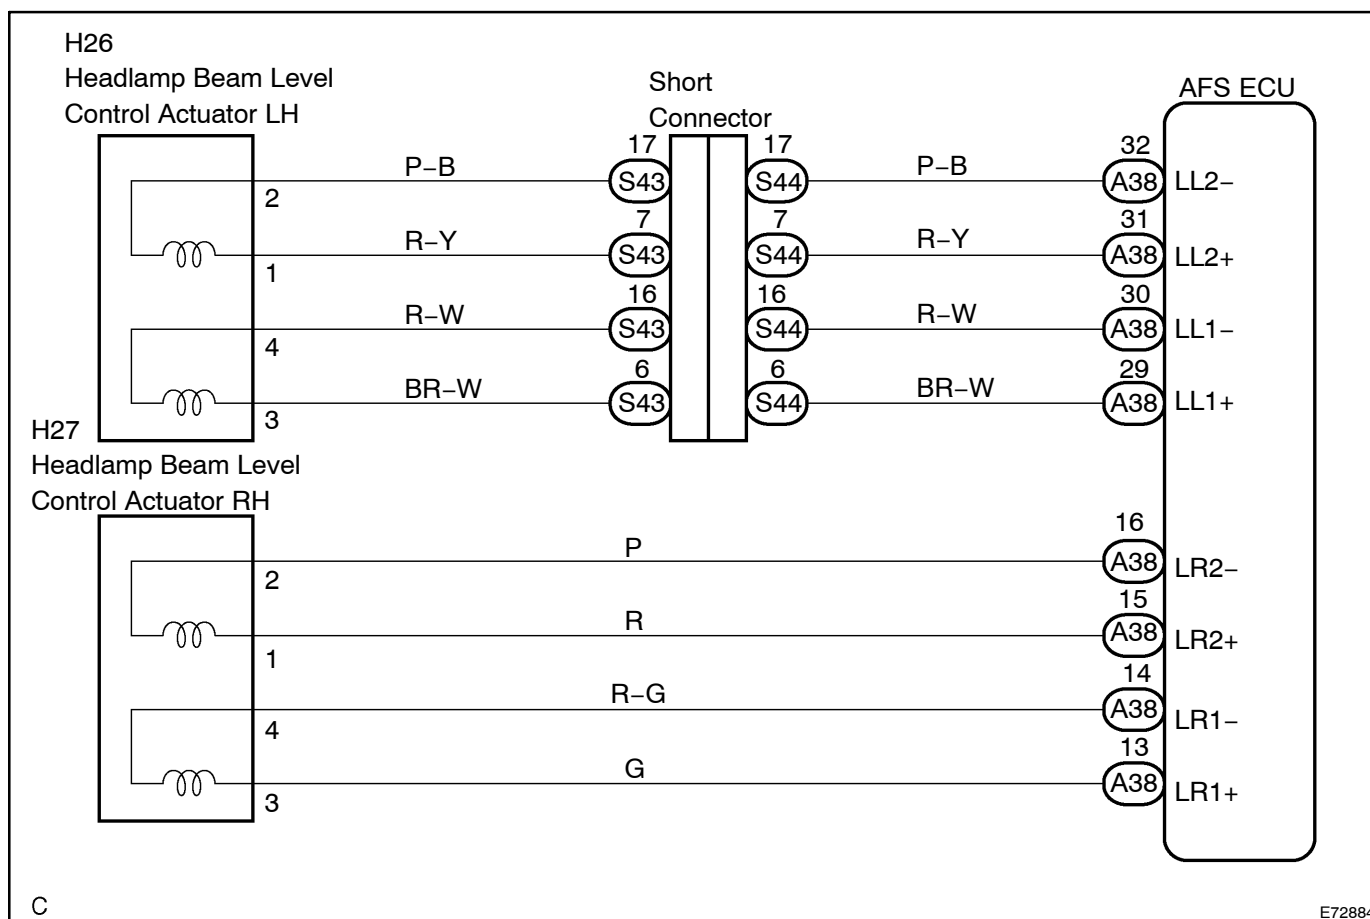 H26
Headlamp Beam Level
Control Actuator LH
Short
Connector
AFS ECU
17 17 32
P−B P−B
2 S43 S44 A38 LL2−
7 7 31
R−Y R−Y
1 S43 S44 A38 LL2+
16 16 30
R−W R−W
4 S43 S44 A38 LL1−
6 6 29
BR−W BR−W
3 S43 S44 A38 LL1+
H27
Headlamp Beam Level
Control Actuator RH
16
P
2 A38 LR2−
15
R
1 A38 LR2+
14
R−G
4 A38 LR1−
13
G
3 A38 LR1+
C
E72884